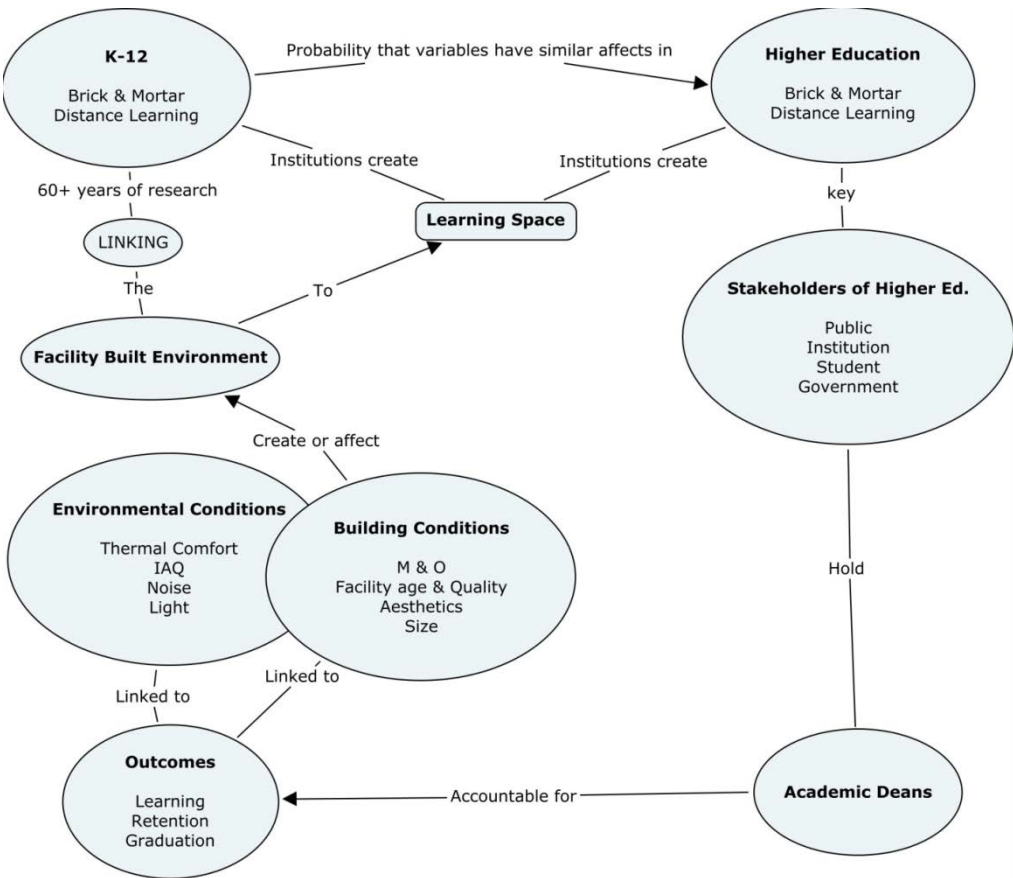 K-12
Brick & Mortar
Distance Learning
Probability that variables have similar affects in
Higher Education
Brick & Mortar
Distance Learning
Institutions create
Institutions create
60+ years of research
key
Learning Space
LINKING
The
To
Facility Built Environment
Stakeholders of Higher Ed.
Public
Institution
Student
Government
Create or affect
Environmental Conditions
Thermal Comfort
IAQ
Noise
Light
Building Conditions
M & O
Facility age & Quality
Aesthetics
Size
Hold
Linked to
Linked to
Outcomes
Learning
Retention
Graduation
Accountable for
Academic Deans